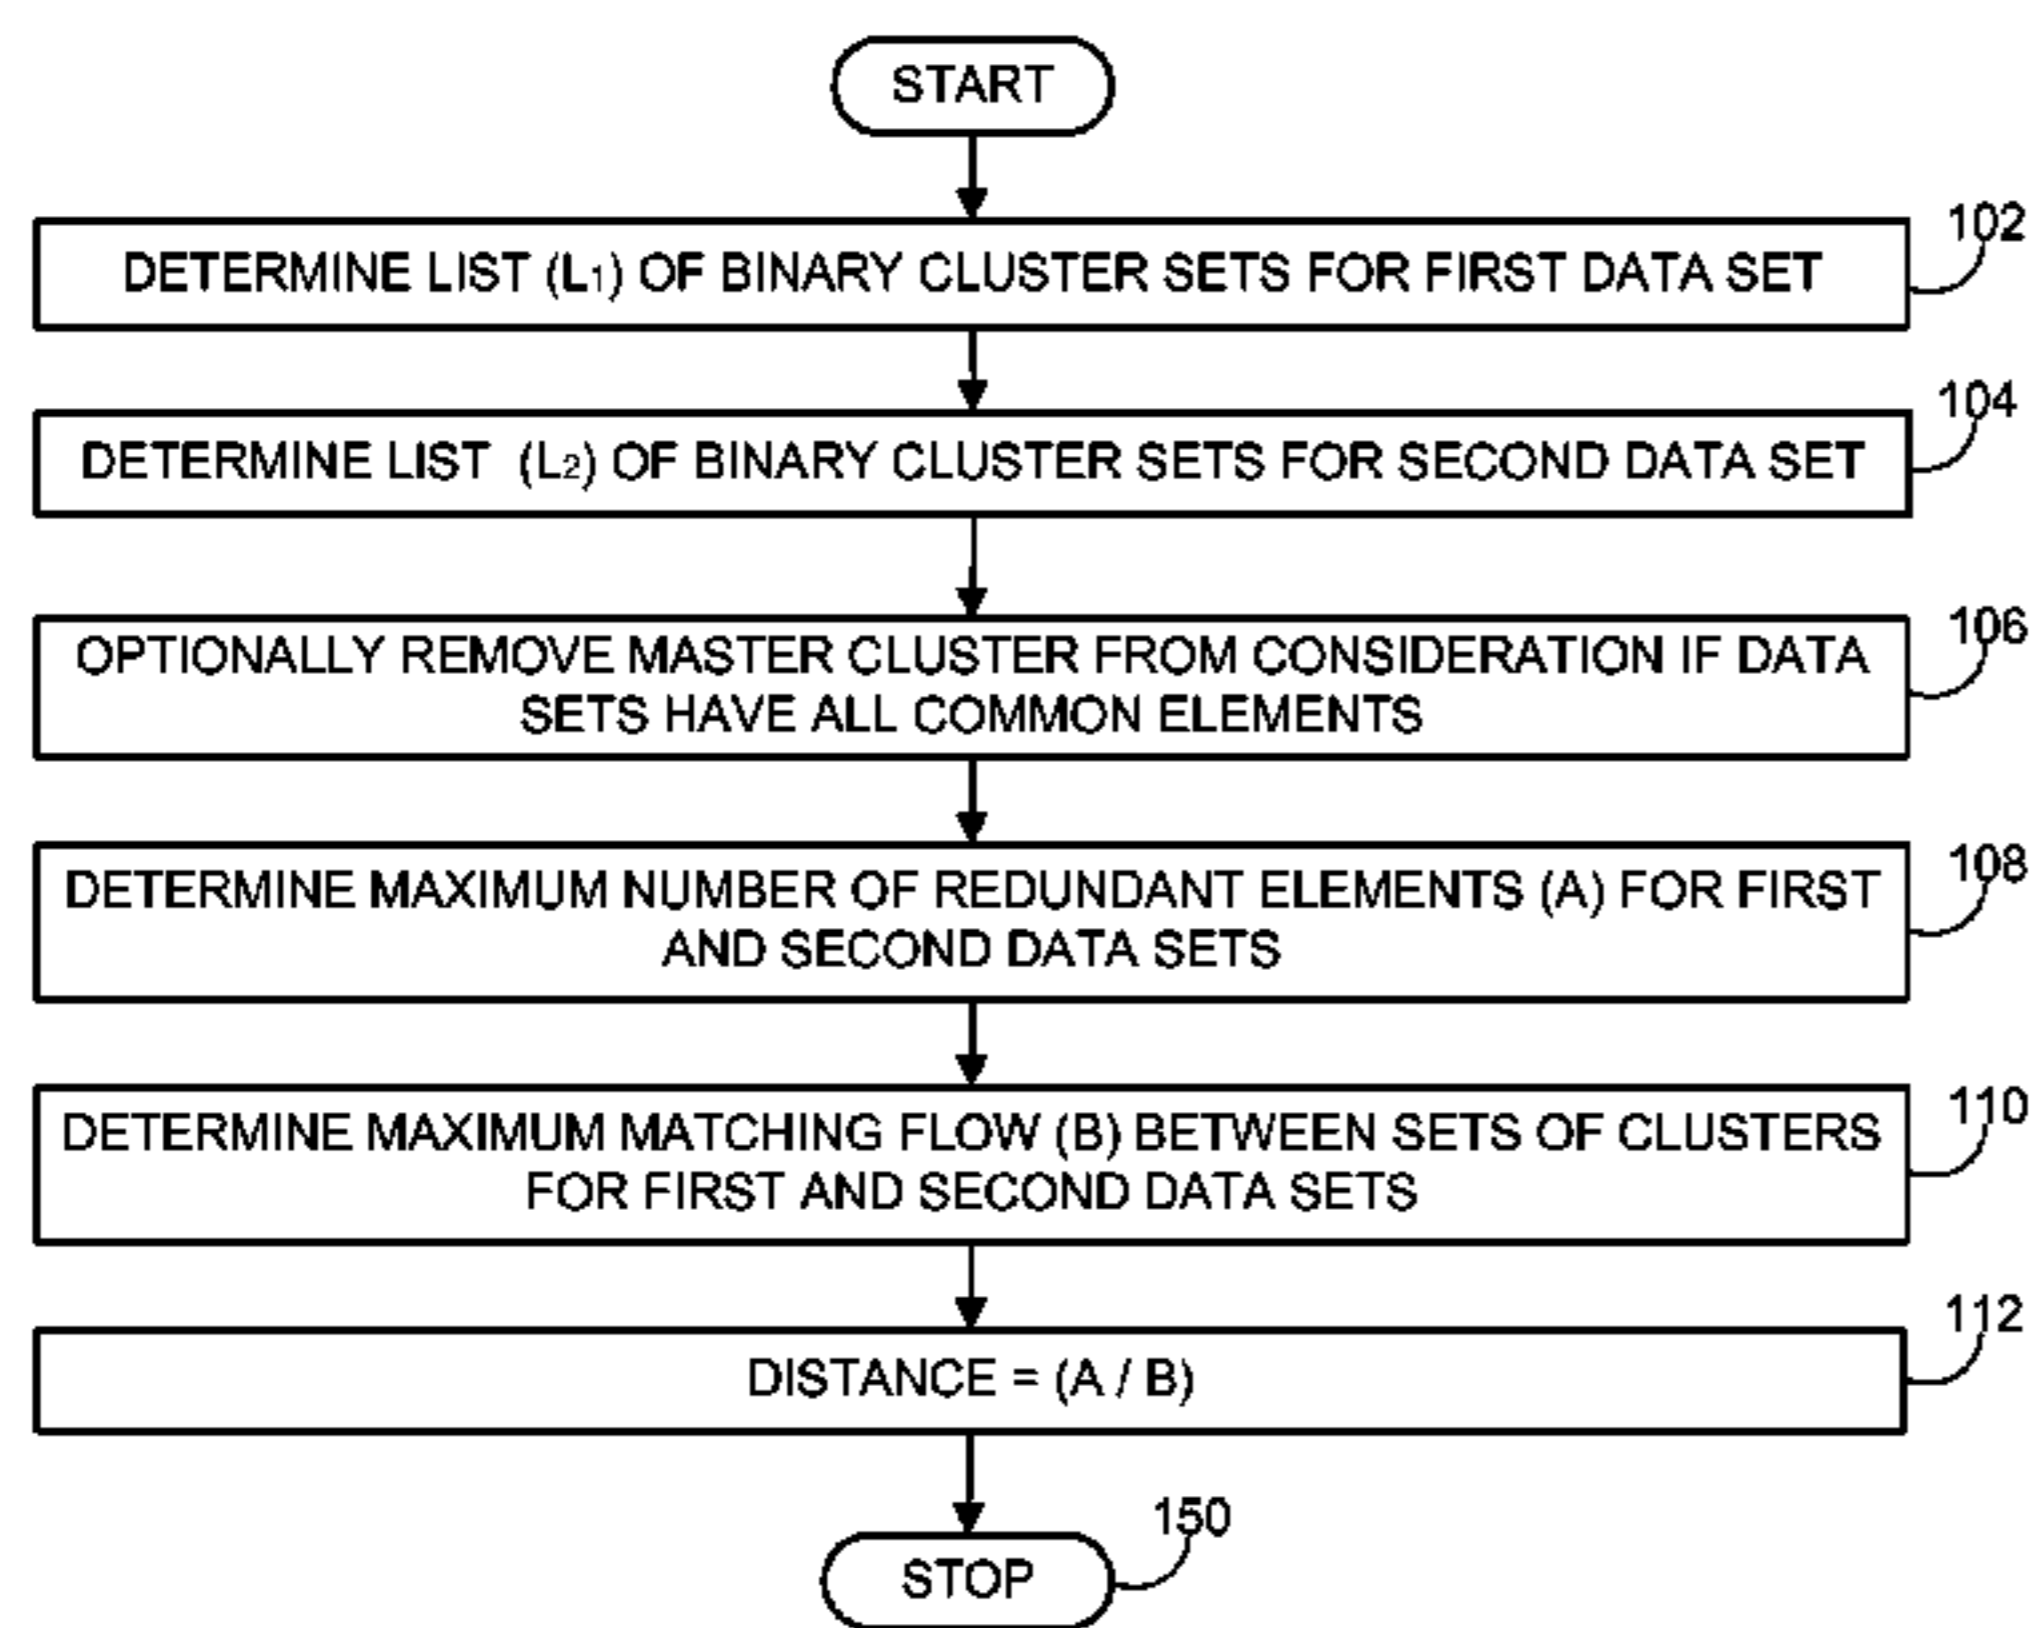 START
102
DETERMINE LIST (L1) OF BINARY CLUSTER SETS FOR FIRST DATA SET
104
DETERMINE LIST (L2) OF BINARY CLUSTER SETS FOR SECOND DATA SET
106
OPTIONALLY REMOVE MASTER CLUSTER FROM CONSIDERATION IF DATA
SETS HAVE ALL COMMON ELEMENTS
108
DETERMINE MAXIMUM NUMBER OF REDUNDANT ELEMENTS (A) FOR FIRST
AND SECOND DATA SETS
110
DETERMINE MAXIMUM MATCHING FLOW (B) BETWEEN SETS OF CLUSTERS
FOR FIRST AND SECOND DATA SETS
112
DISTANCE = (A / B)
150
STOP